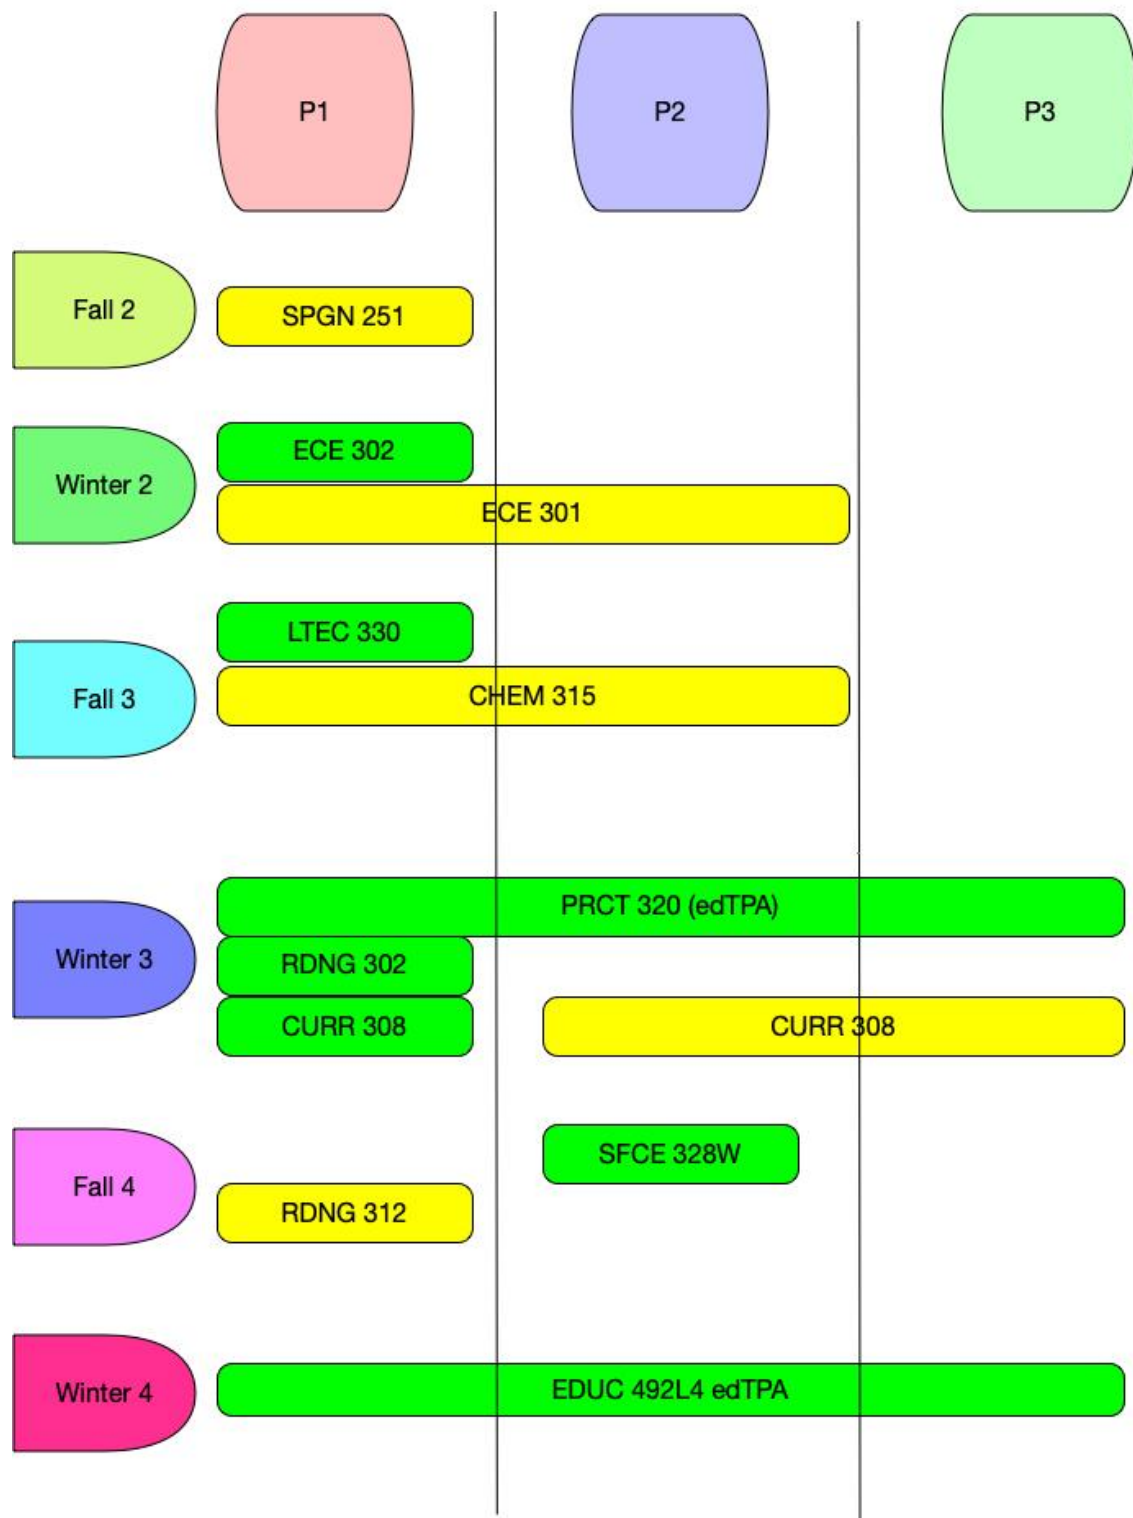 P1
P2
P3
Fall 2
SPGN 251
Winter 2
ECE 302
ECE 301
Fall 3
LTEC 330
CHEM 315
Winter 3
PRCT 320 (edTPA)
RDNG 302
CURR 308
CURR 308
Fall 4
SFCE 328W
RDNG 312
Winter 4
EDUC 492L4 edTPA